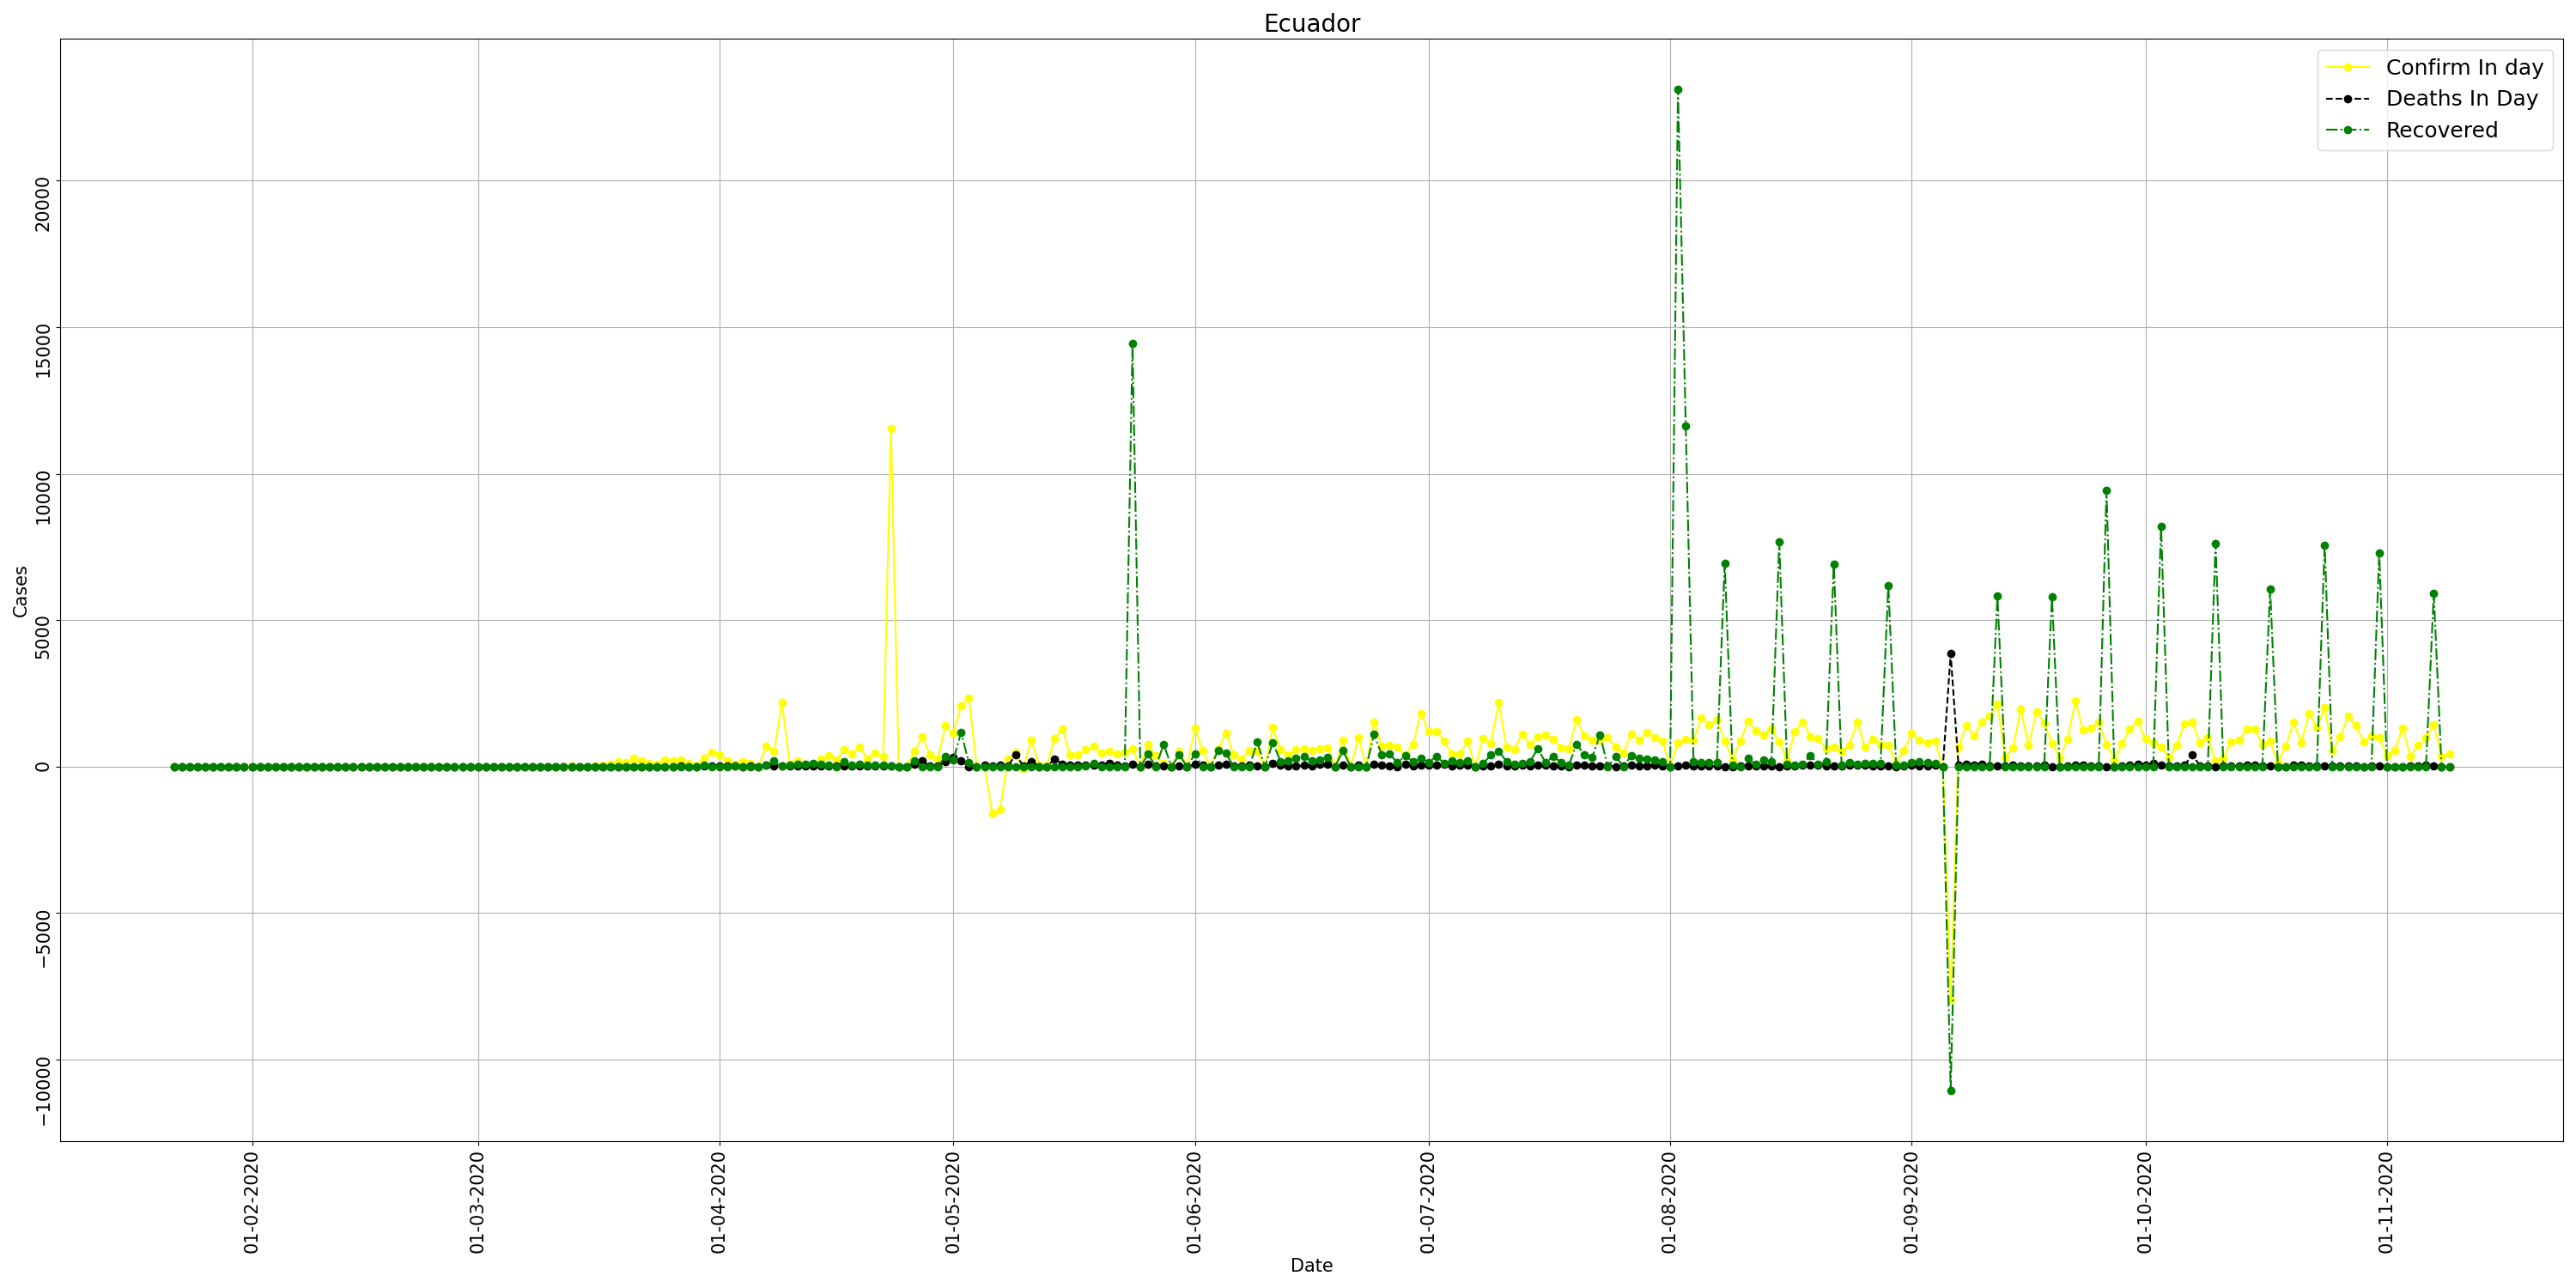 Ecuador
Confirm In day
Deaths In Day
Recovered
20000
15000
10000
5000
0
−5000
−10000
Cases
01-02-2020
01-03-2020
01-04-2020
01-05-2020
01-06-2020
01-07-2020
01-08-2020
01-09-2020
01-10-2020
01-11-2020
Date